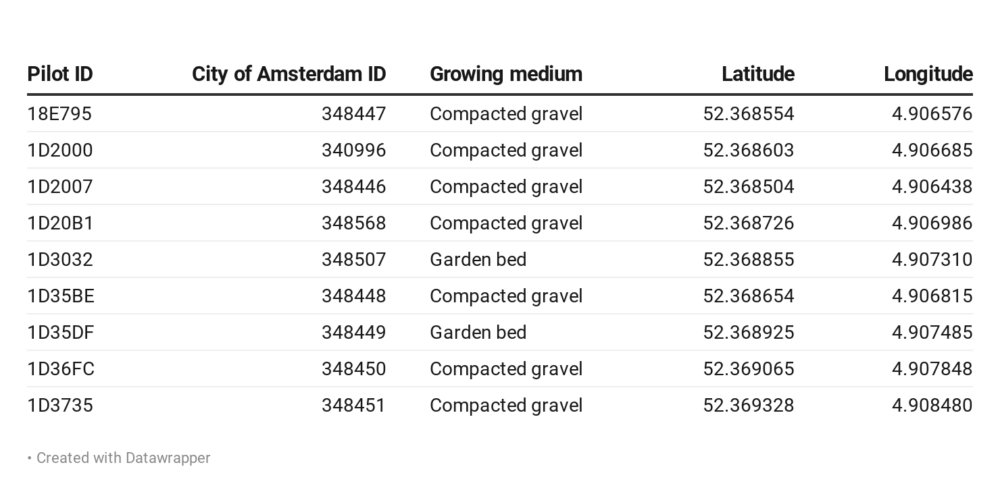 Pilot ID City of Amsterdam ID Growing medium Latitude Longitude
18E795 348447 Compacted gravel 52.368554 4.906576
1D2000 340996 Compacted gravel 52.368603 4.906685
1D2007 348446 Compacted gravel 52.368504 4.906438
1D20B1 348568 Compacted gravel 52.368726 4.906986
1D3032 348507 Garden bed 52.368855 4.907310
1D35BE 348448 Compacted gravel 52.368654 4.906815
1D35DF 348449 Garden bed 52.368925 4.907485
1D36FC 348450 Compacted gravel 52.369065 4.907848
1D3735 348451 Compacted gravel 52.369328 4.908480
• Created with Datawrapper